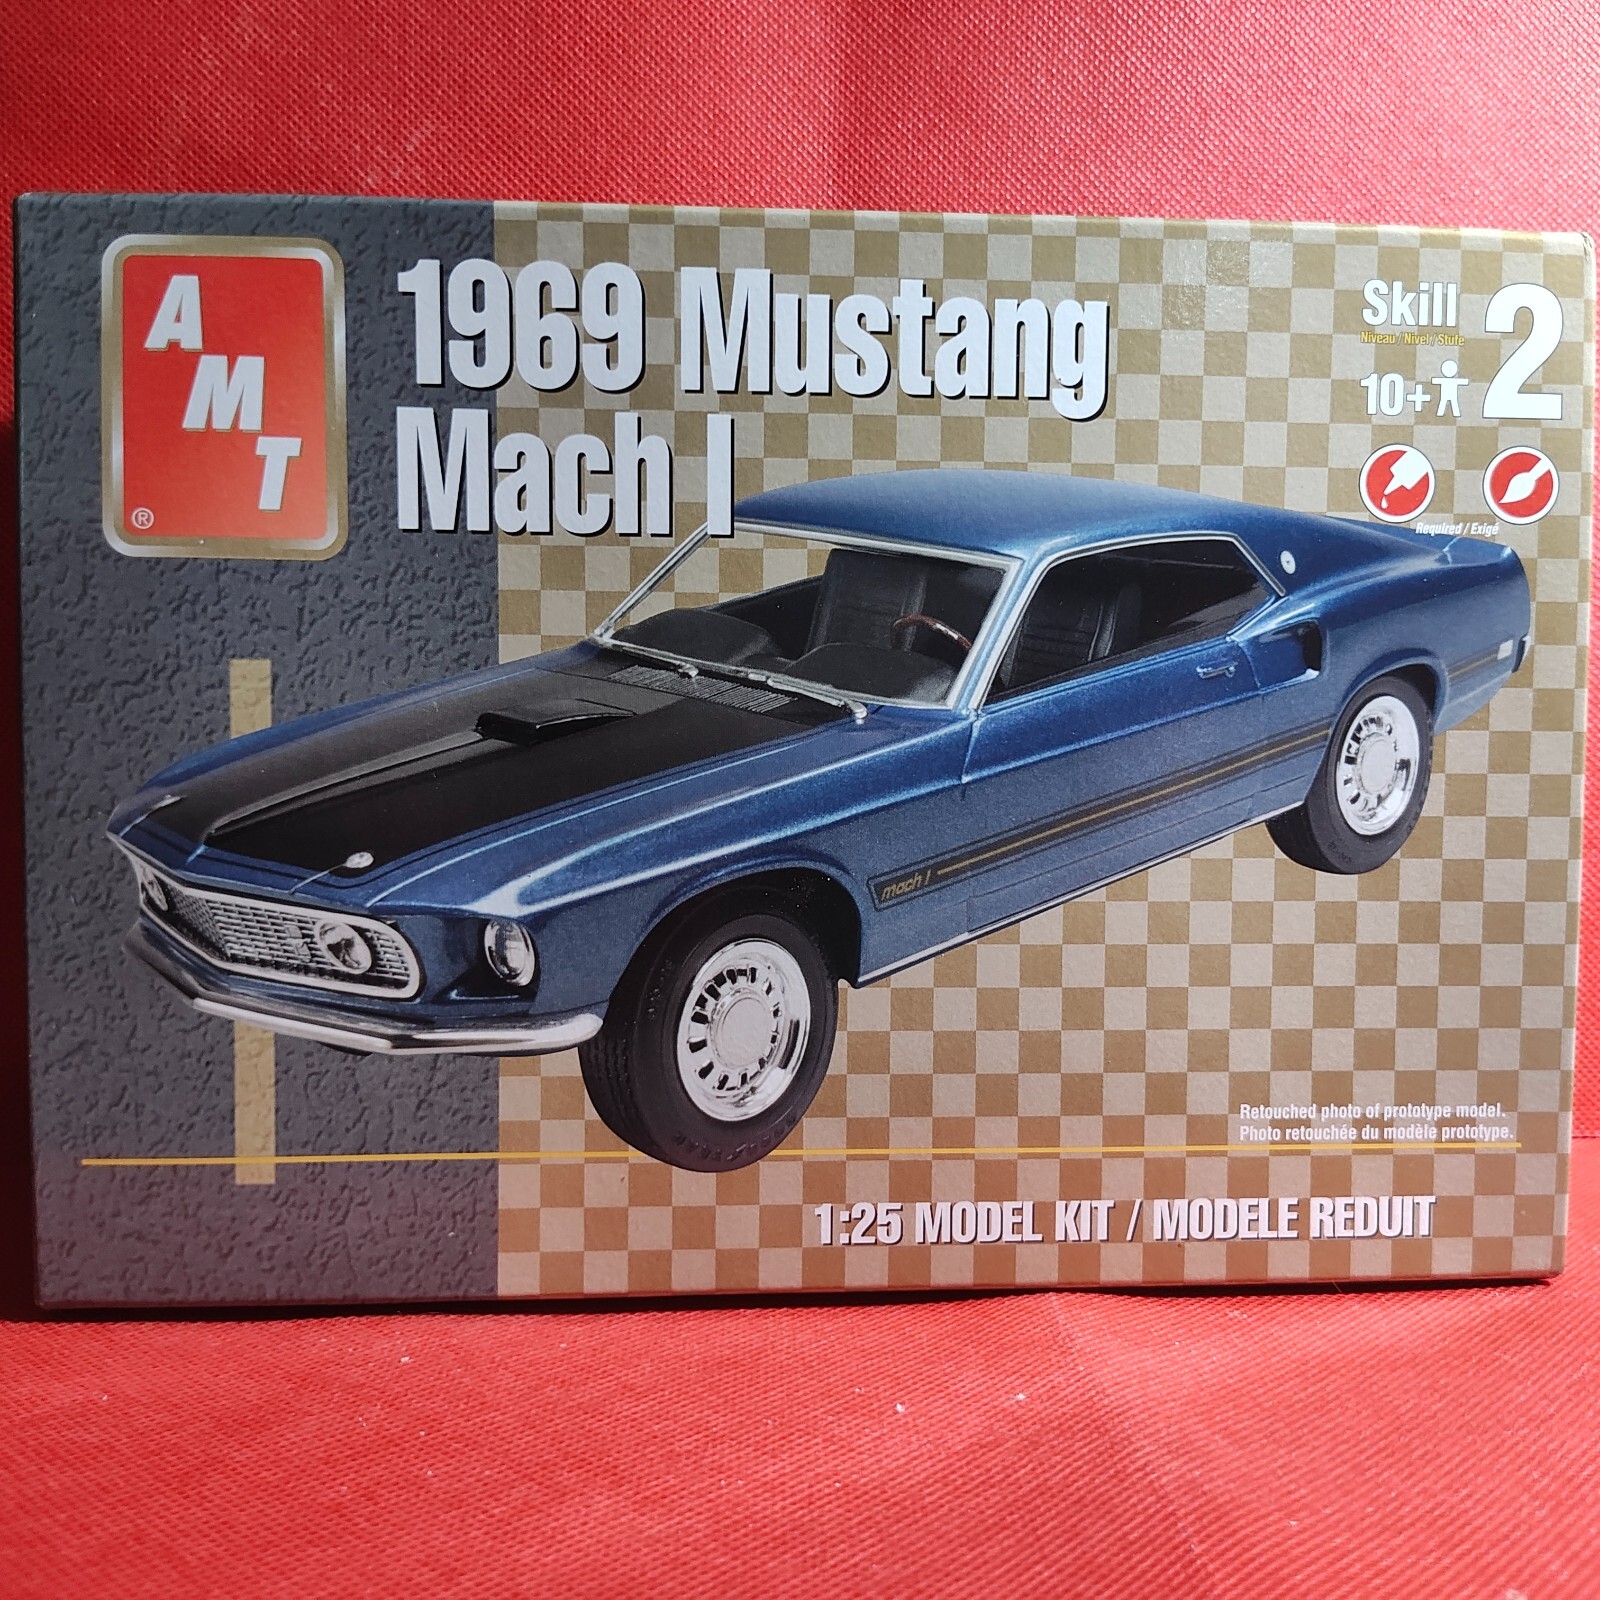 AMT
®
1969 Mustang
Mach I
Skill 2
Niveau / Nivel / Stufe
10+
Required / Exigé
mach I
Retouched photo of prototype model.
Photo retouchée du modèle prototype.
1:25 MODEL KIT / MODELE REDUIT